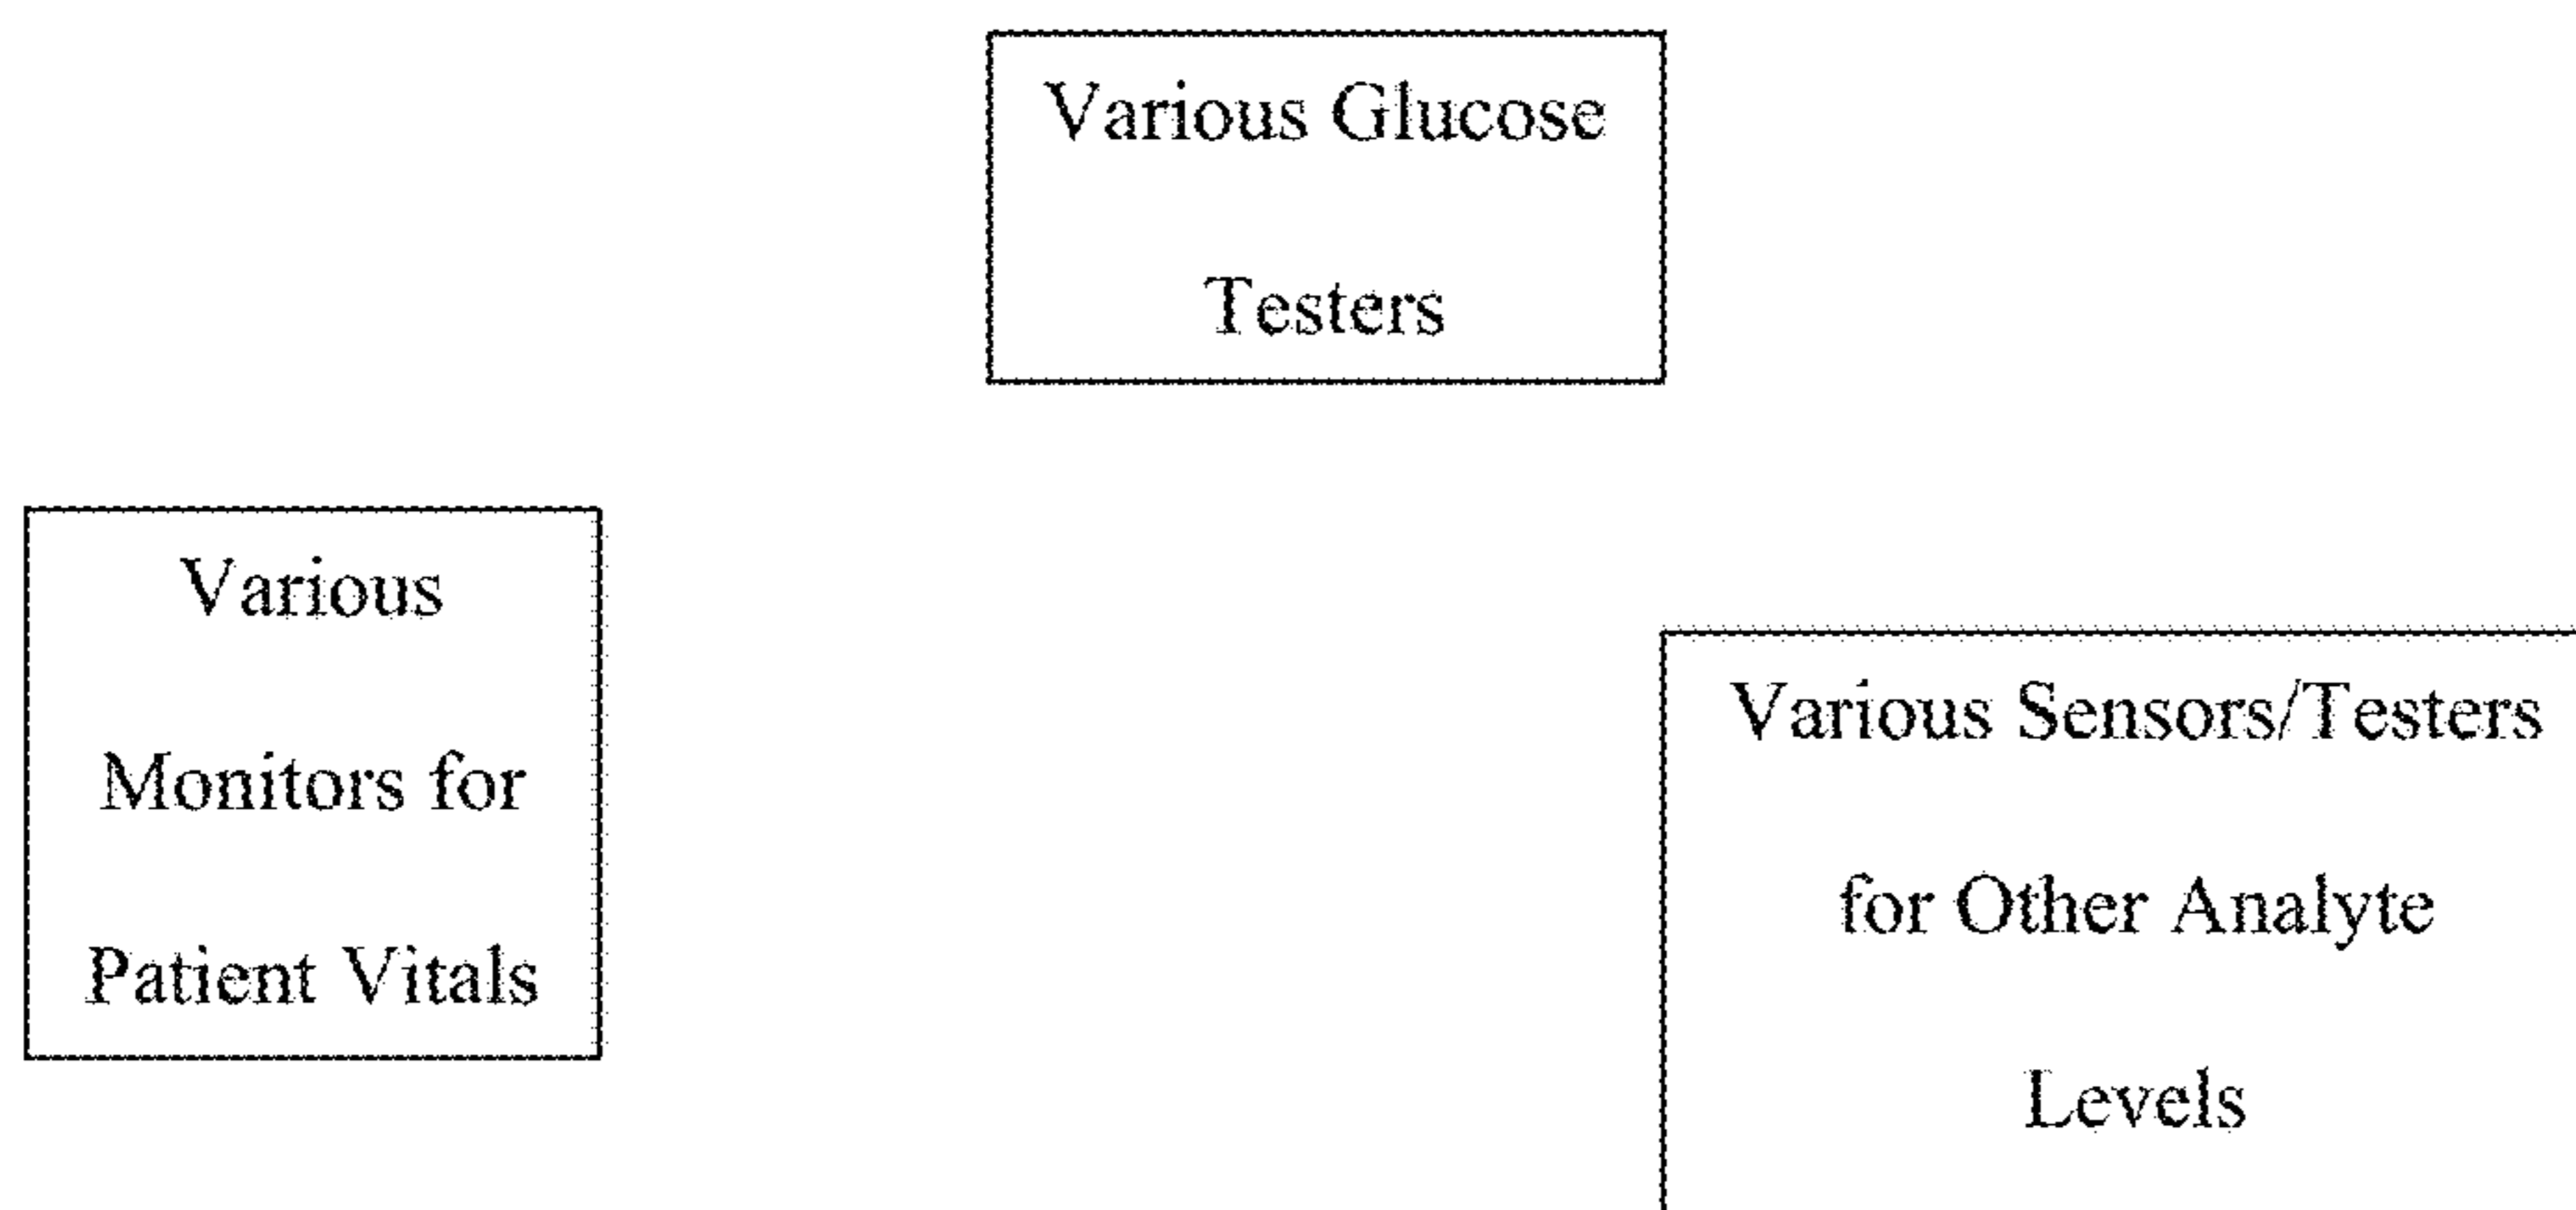 Various Glucose
Testers
Various
Monitors for
Patient Vitals
Various Sensors/Testers
for Other Analyte
Levels